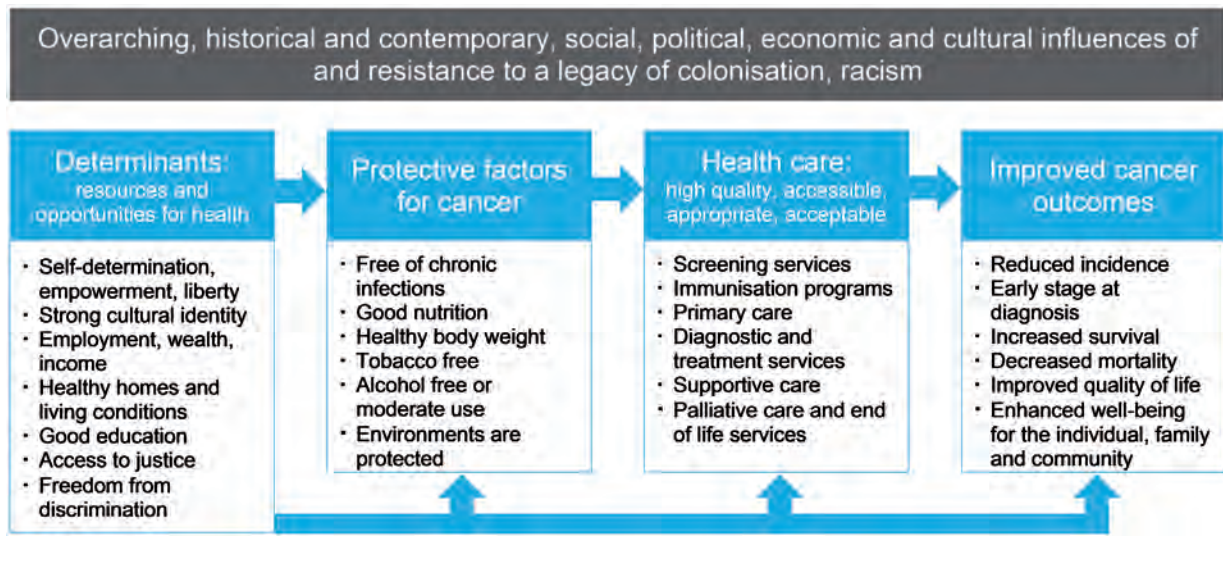 Overarching, historical and contemporary, social, political, economic and cultural influences of
and resistance to a legacy of colonisation, racism
Determinants:
resources and
opportunities for health
· Self-determination,
empowerment, liberty
· Strong cultural identity
· Employment, wealth,
income
· Healthy homes and
living conditions
· Good education
· Access to justice
· Freedom from
discrimination
Protective factors
for cancer
· Free of chronic
infections
· Good nutrition
· Healthy body weight
· Tobacco free
· Alcohol free or
moderate use
· Environments are
protected
Health care:
high quality, accessible,
appropriate, acceptable
· Screening services
· Immunisation programs
· Primary care
· Diagnostic and
treatment services
· Supportive care
· Palliative care and end
of life services
Improved cancer
outcomes
· Reduced incidence
· Early stage at
diagnosis
· Increased survival
· Decreased mortality
· Improved quality of life
· Enhanced well-being
for the individual, family
and community